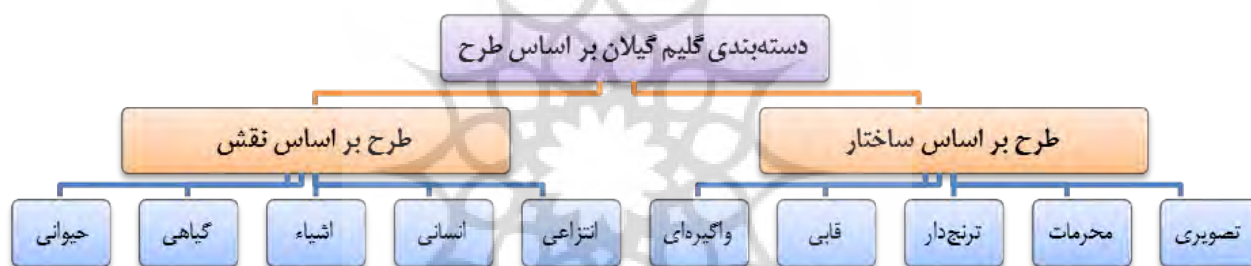 دسته‌بندی گلیم گیلان بر اساس طرح
طرح بر اساس ساختار
طرح بر اساس نقش
تصویری
محرمات
ترنج‌دار
قابی
واگیره‌ای
انتزاعی
انسانی
اشیاء
گیاهی
حیوانی